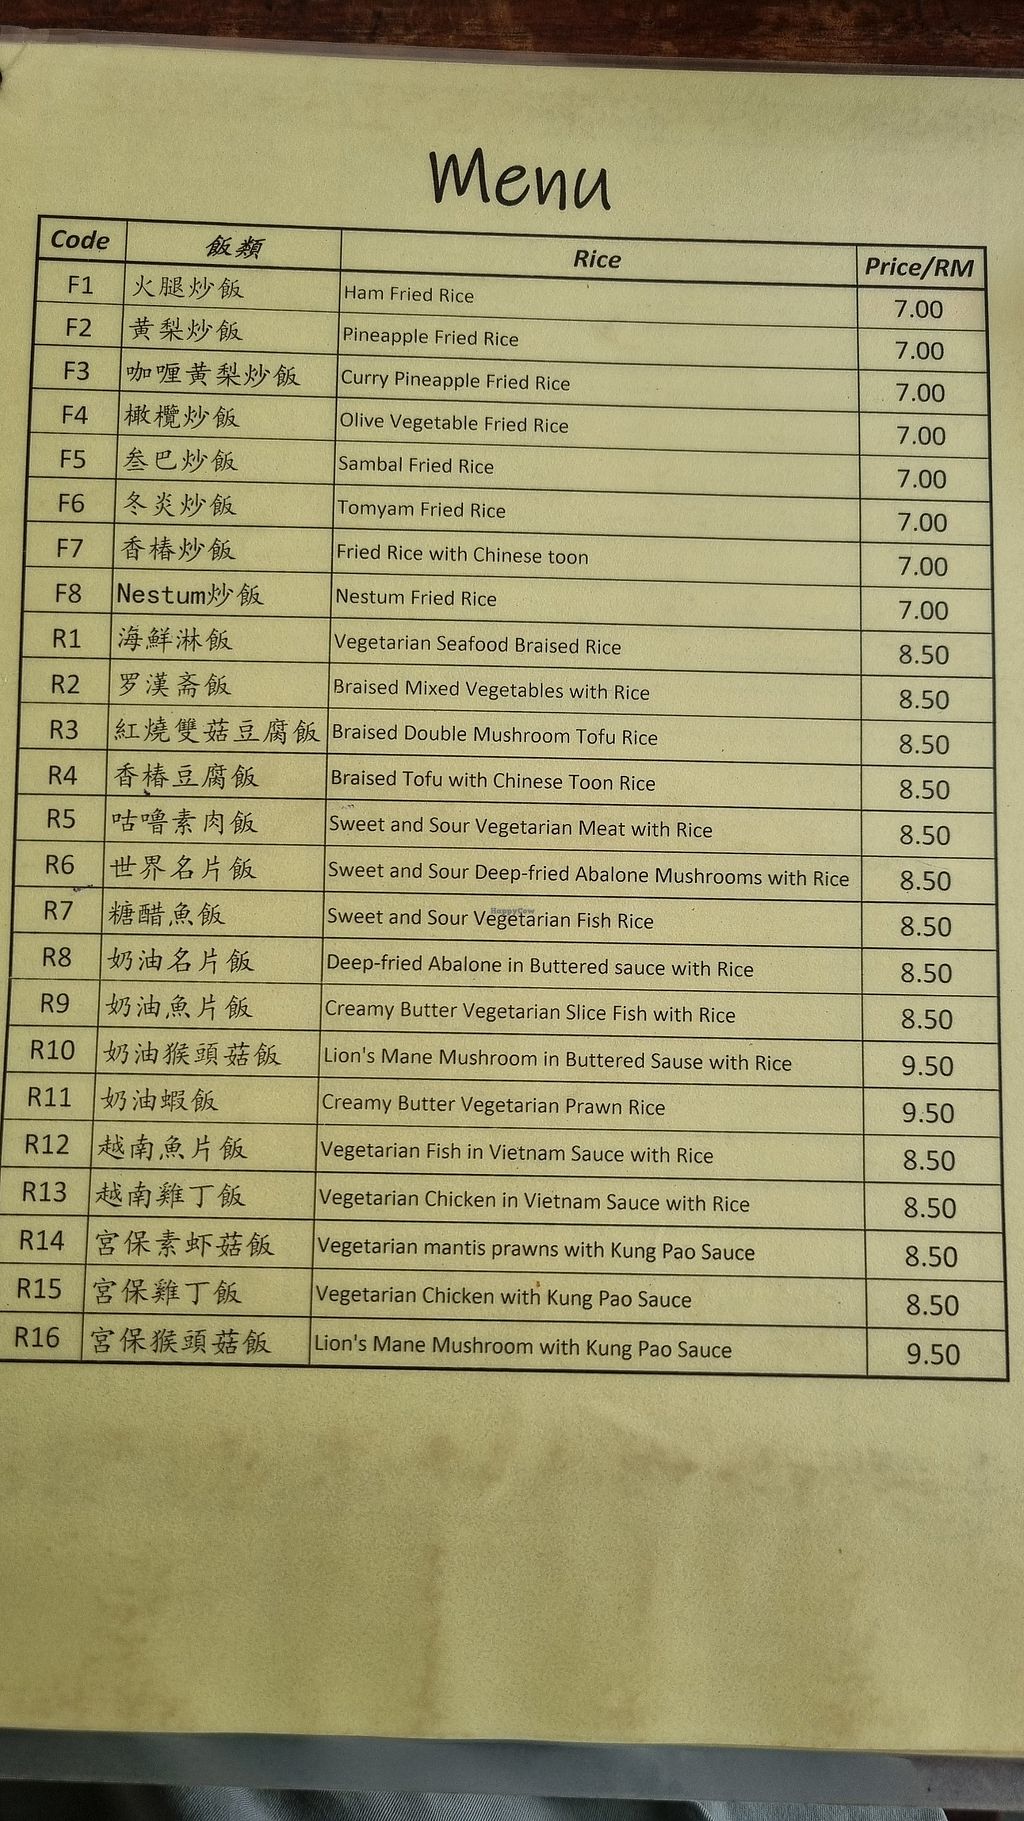 Menu
Code 飯類 Rice Price/RM
F1 火腿炒飯 Ham Fried Rice 7.00
F2 黄梨炒飯 Pineapple Fried Rice 7.00
F3 咖喱黄梨炒飯 Curry Pineapple Fried Rice 7.00
F4 橄欖炒飯 Olive Vegetable Fried Rice 7.00
F5 叁巴炒飯 Sambal Fried Rice 7.00
F6 冬炎炒飯 Tomyam Fried Rice 7.00
F7 香椿炒飯 Fried Rice with Chinese toon 7.00
F8 Nestum炒飯 Nestum Fried Rice 7.00
R1 海鮮淋飯 Vegetarian Seafood Braised Rice 8.50
R2 罗漢斋飯 Braised Mixed Vegetables with Rice 8.50
R3 紅燒雙菇豆腐飯 Braised Double Mushroom Tofu Rice 8.50
R4 香椿豆腐飯 Braised Tofu with Chinese Toon Rice 8.50
R5 咕嚕素肉飯 Sweet and Sour Vegetarian Meat with Rice 8.50
R6 世界名片飯 Sweet and Sour Deep-fried Abalone Mushrooms with Rice 8.50
R7 糖醋魚飯 Sweet and Sour Vegetarian Fish Rice 8.50
HappyCow
R8 奶油名片飯 Deep-fried Abalone in Buttered sauce with Rice 8.50
R9 奶油魚片飯 Creamy Butter Vegetarian Slice Fish with Rice 8.50
R10 奶油猴頭菇飯 Lion's Mane Mushroom in Buttered Sause with Rice 9.50
R11 奶油蝦飯 Creamy Butter Vegetarian Prawn Rice 9.50
R12 越南魚片飯 Vegetarian Fish in Vietnam Sauce with Rice 8.50
R13 越南雞丁飯 Vegetarian Chicken in Vietnam Sauce with Rice 8.50
R14 宮保素虾菇飯 Vegetarian mantis prawns with Kung Pao Sauce 8.50
R15 宮保雞丁飯 Vegetarian Chicken with Kung Pao Sauce 8.50
R16 宮保猴頭菇飯 Lion's Mane Mushroom with Kung Pao Sauce 9.50